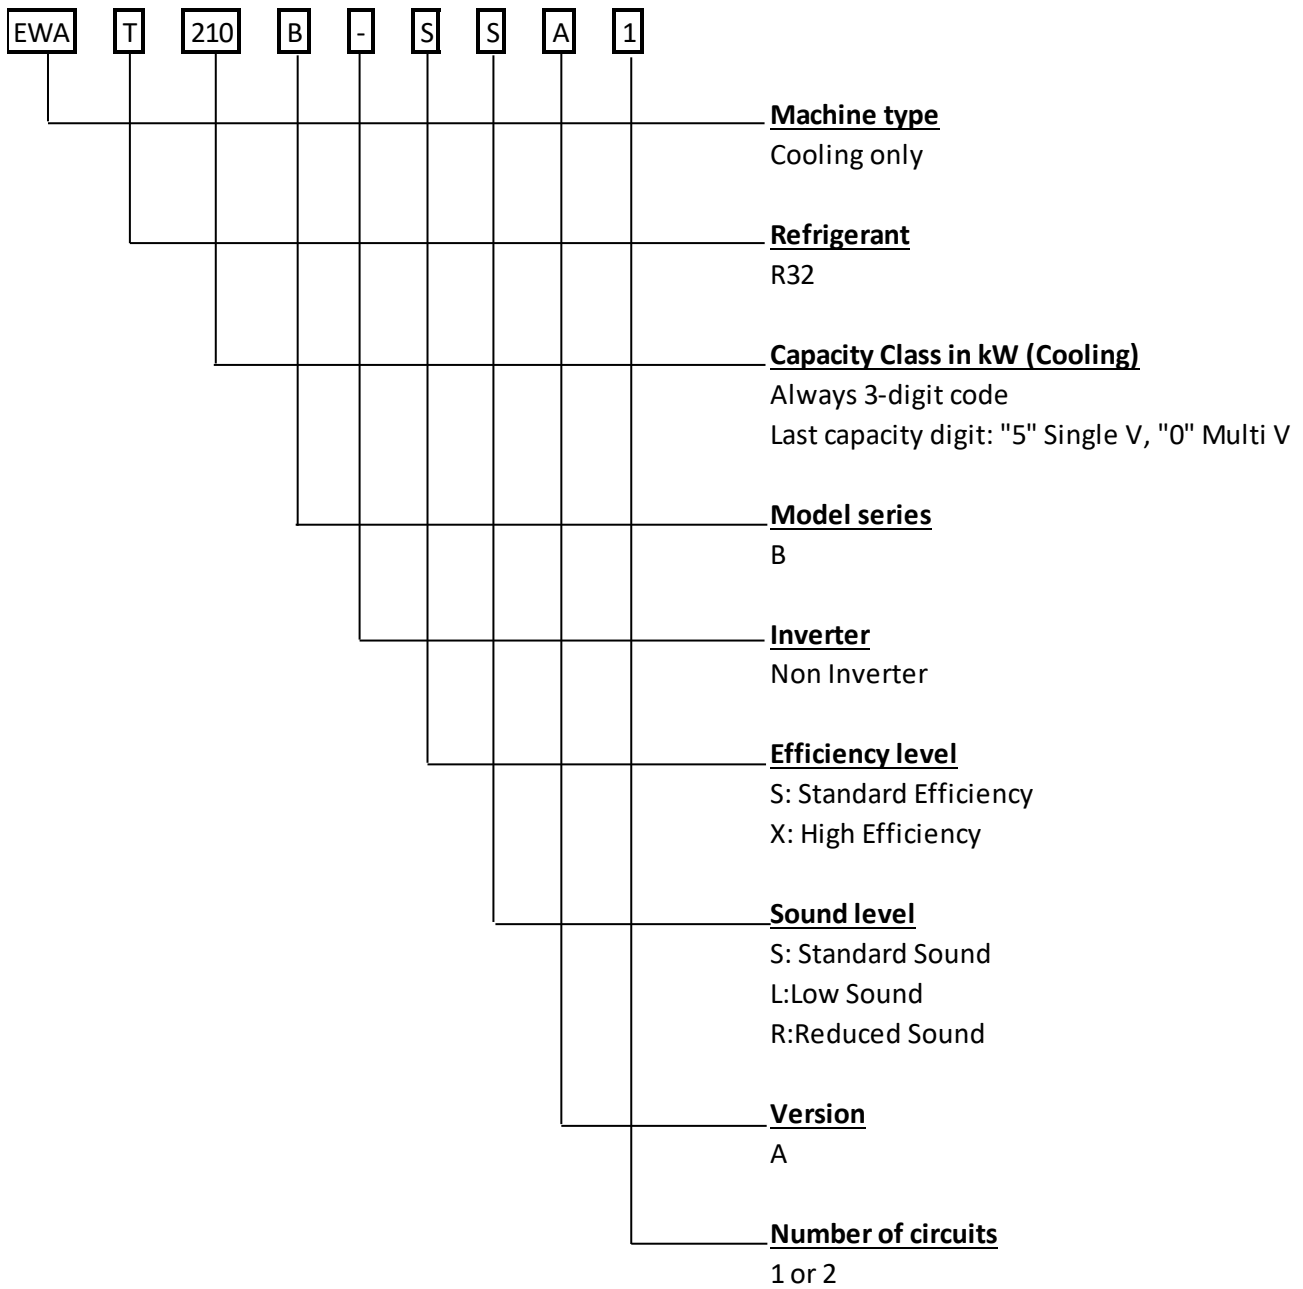 EWA T 210 B - S S A 1
Machine type
Cooling only
Refrigerant
R32
Capacity Class in kW (Cooling)
Always 3-digit code
Last capacity digit: "5" Single V, "0" Multi V
Model series
B
Inverter
Non Inverter
Efficiency level
S: Standard Efficiency
X: High Efficiency
Sound level
S: Standard Sound
L:Low Sound
R:Reduced Sound
Version
A
Number of circuits
1 or 2